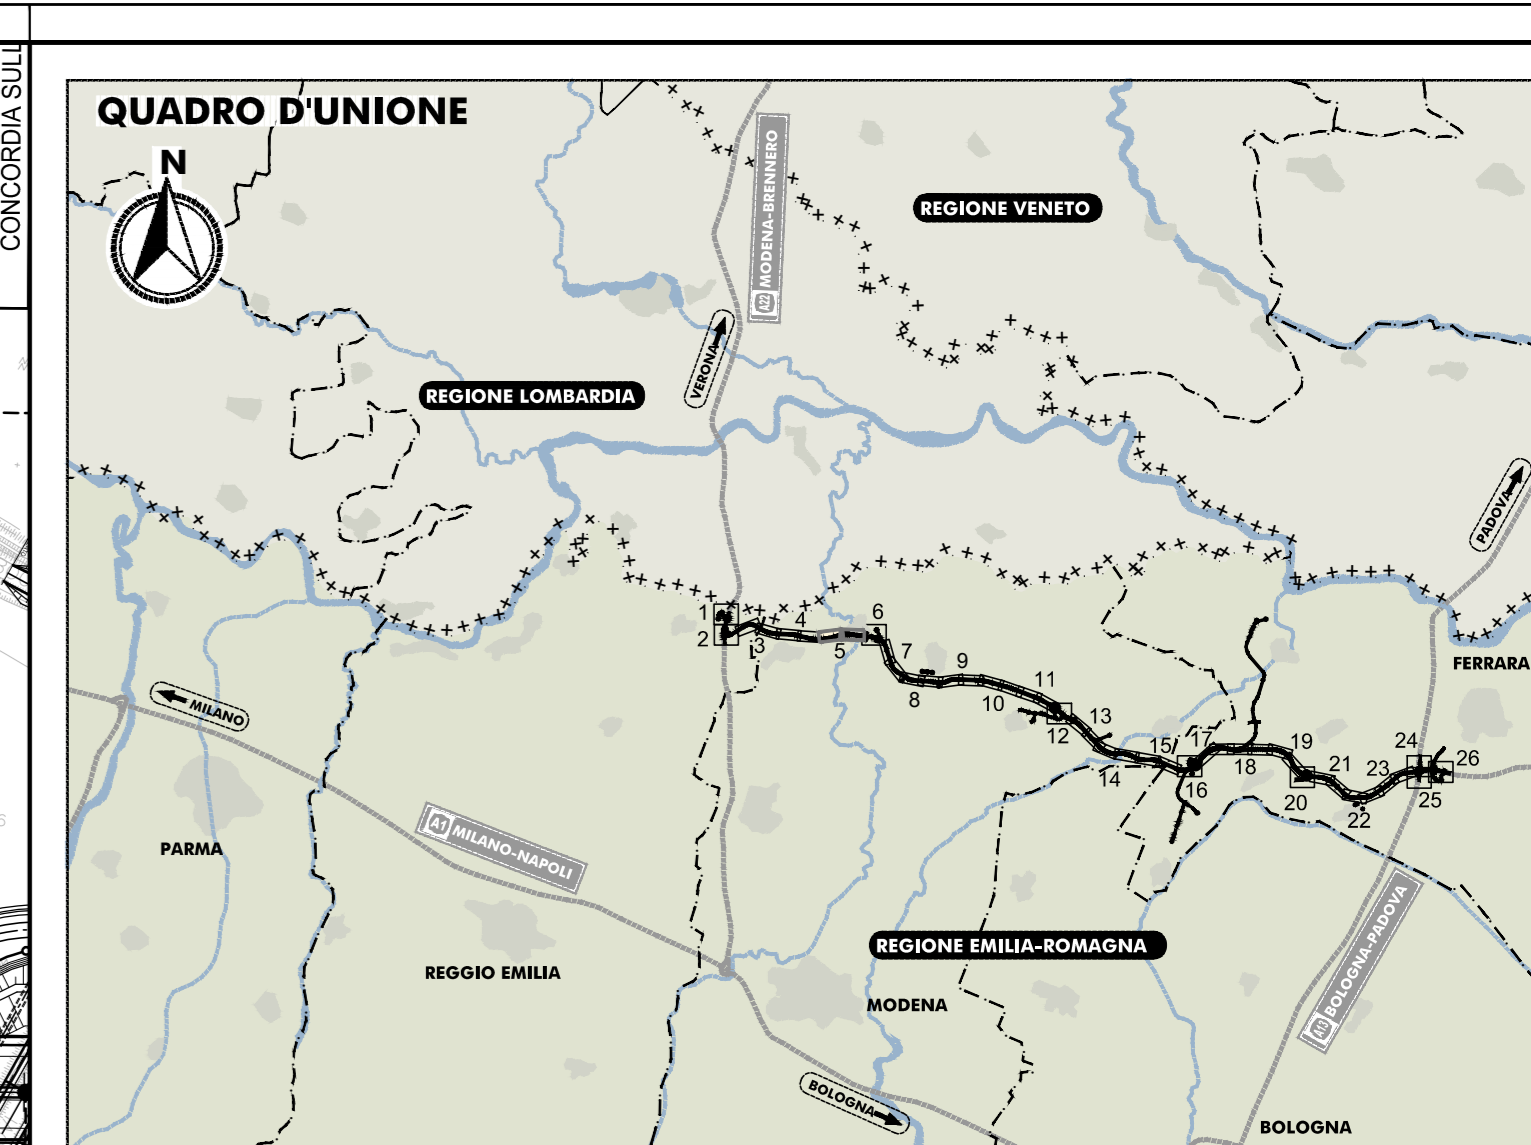 CONCORDIA SULL
QUADRO D'UNIONE
N
A22 MODENA-BRENNERO
REGIONE VENETO
VERONA
REGIONE LOMBARDIA
PADOVA
1
2
3
4
5
6
7
8
9
10
11
12
13
14
15
16
17
18
19
20
21
22
23
24
25
26
FERRARA
MILANO
A1 MILANO-NAPOLI
PARMA
REGGIO EMILIA
REGIONE EMILIA-ROMAGNA
MODENA
A13 BOLOGNA-PADOVA
BOLOGNA
BOLOGNA